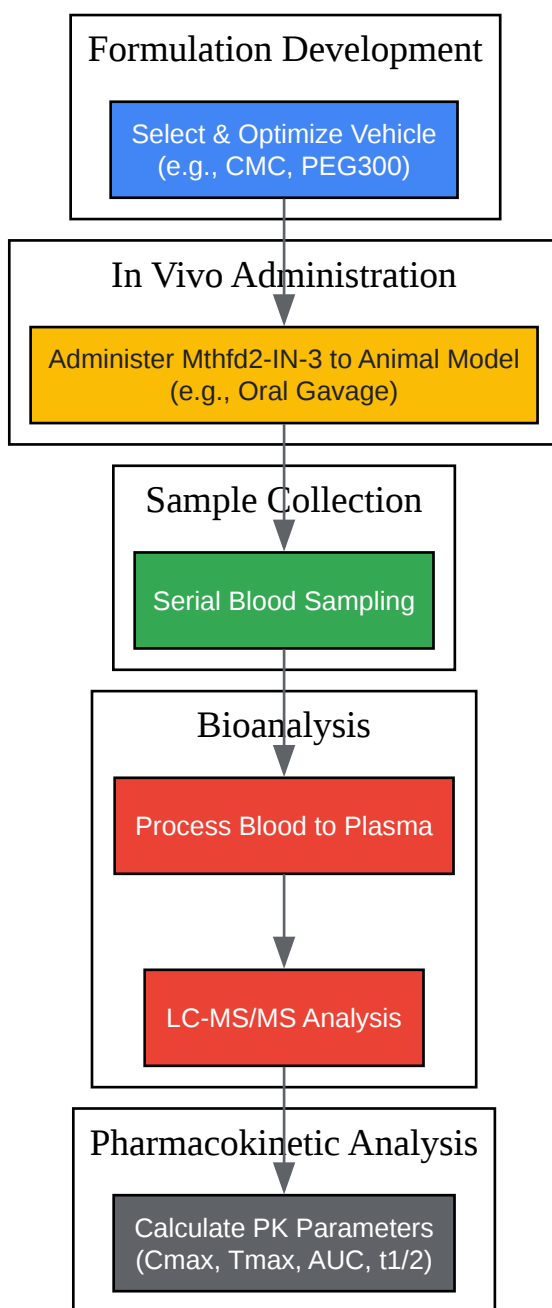 Formulation Development
Select & Optimize Vehicle
(e.g., CMC, PEG300)
In Vivo Administration
Administer Mthfd2-IN-3 to Animal Model
(e.g., Oral Gavage)
Sample Collection
Serial Blood Sampling
Bioanalysis
Process Blood to Plasma
LC-MS/MS Analysis
Pharmacokinetic Analysis
Calculate PK Parameters
(Cmax, Tmax, AUC, t1/2)